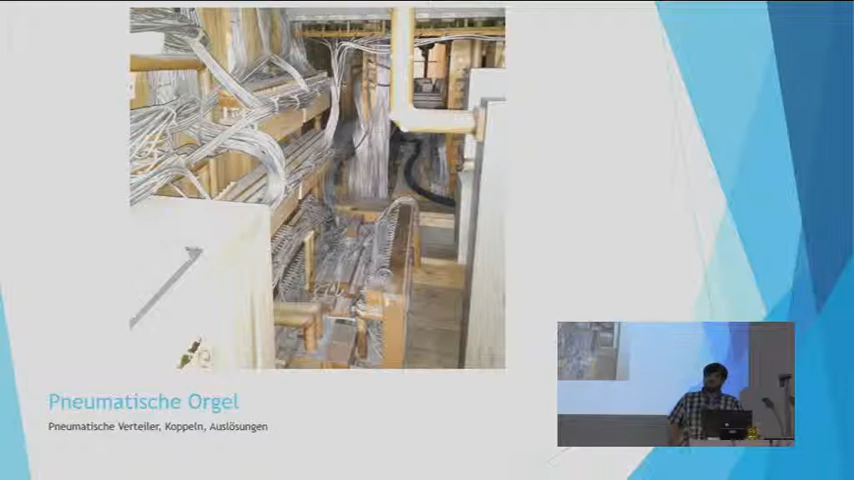 Pneumatische Orgel
Pneumatische Verteiler, Koppeln, Auslösungen